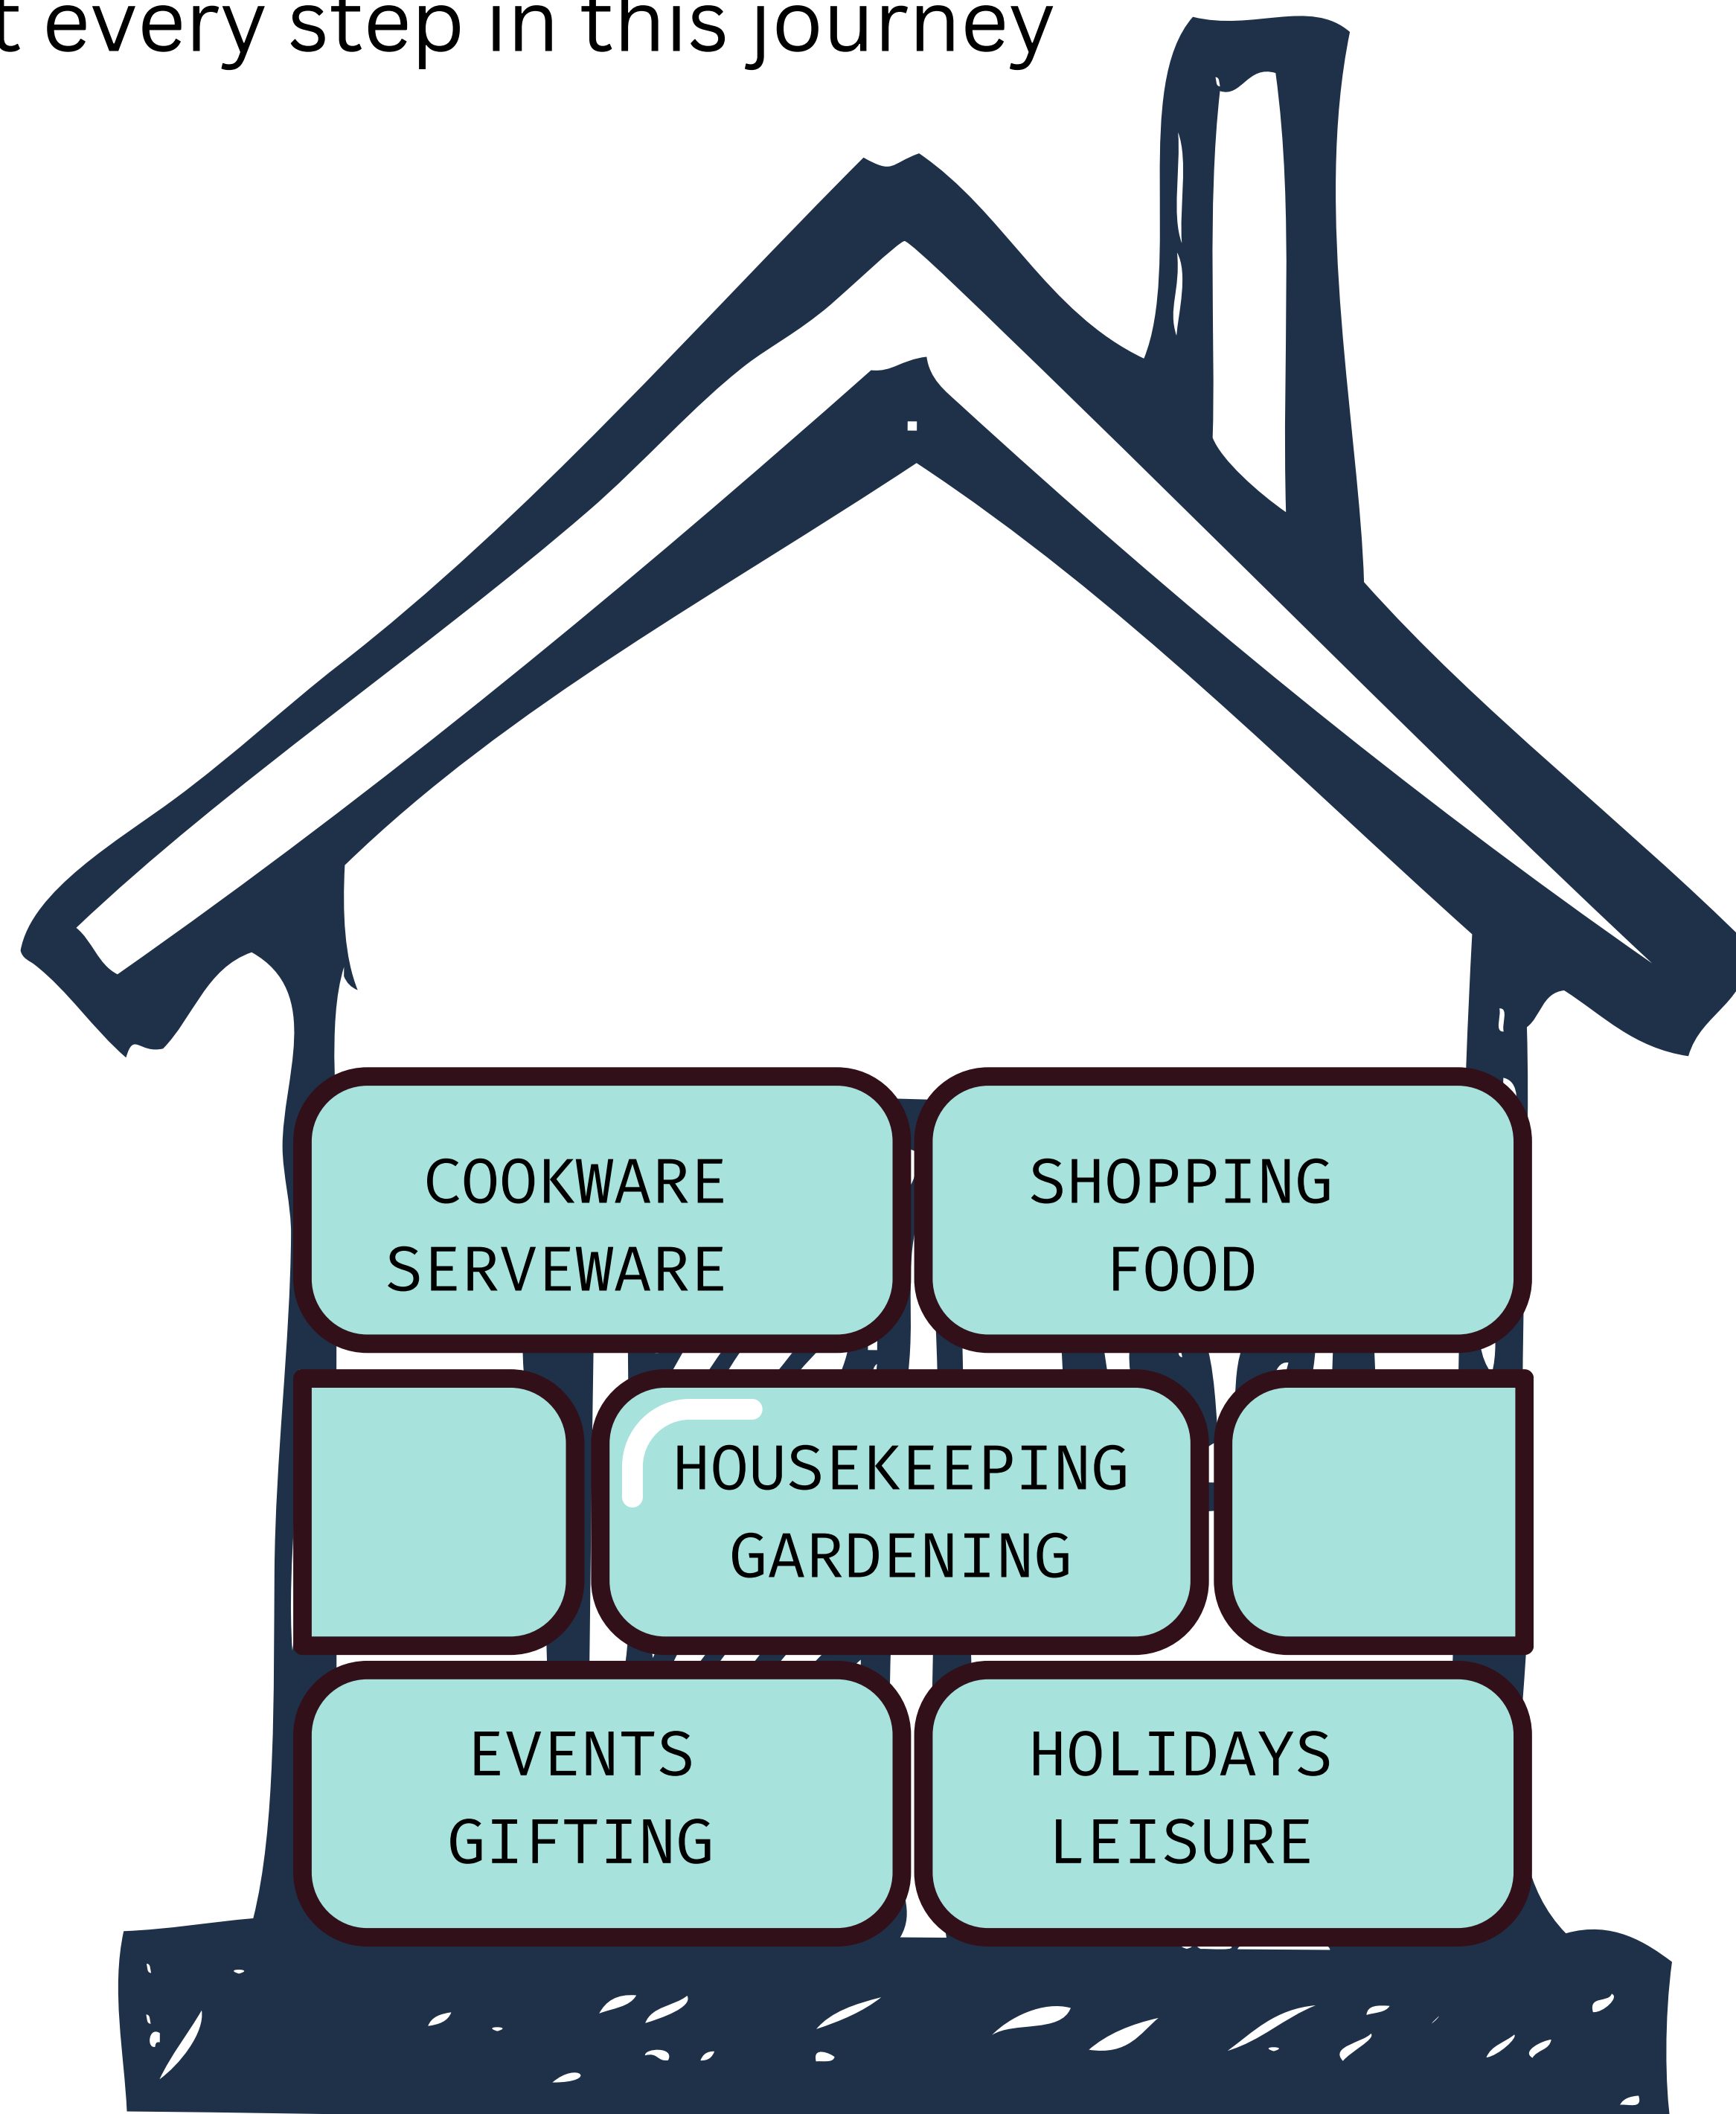 t every step in this journey
COOKWARE
SERVEWARE
SHOPPING
FOOD
HOUSEKEEPING
GARDENING
EVENTS
GIFTING
HOLIDAYS
LEISURE